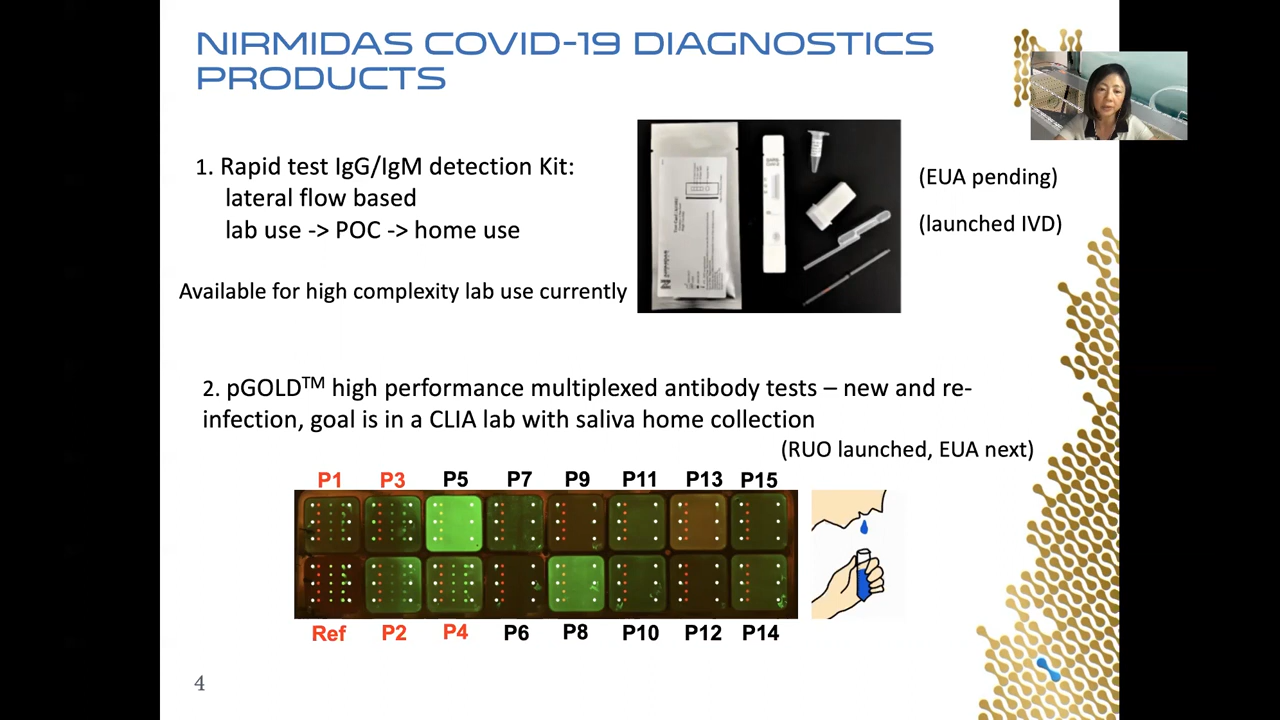 NIRMIDAS COVID-19 DIAGNOSTICS
PRODUCTS
1. Rapid test IgG/IgM detection Kit:
lateral flow based
lab use -> POC -> home use
(EUA pending)
(launched IVD)
Available for high complexity lab use currently
2. pGOLD™ high performance multiplexed antibody tests – new and re-
infection, goal is in a CLIA lab with saliva home collection
(RUO launched, EUA next)
P1 P3 P5 P7 P9 P11 P13 P15
Ref P2 P4 P6 P8 P10 P12 P14
4